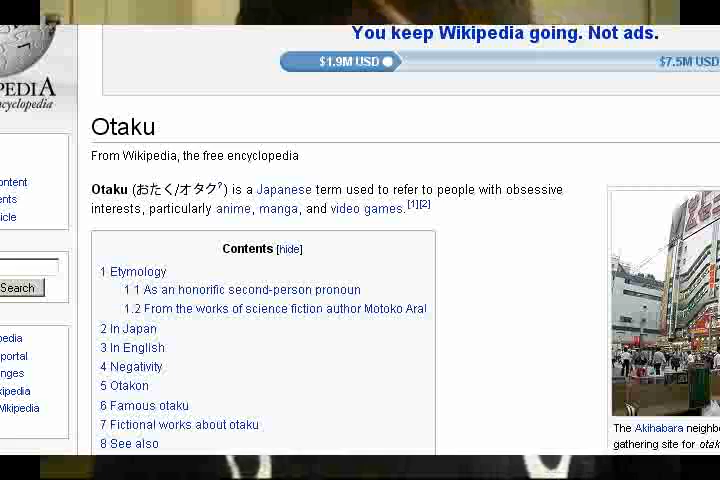 You keep Wikipedia going. Not ads.
$1.9M USD
$7.5M USD
PEDIA
encyclopedia
Otaku
From Wikipedia, the free encyclopedia
Otaku (おたく/オタク?) is a Japanese term used to refer to people with obsessive
interests, particularly anime, manga, and video games.[1][2]
Contents [hide]
1 Etymology
1.1 As an honorific second-person pronoun
1.2 From the works of science fiction author Motoko Arai
2 In Japan
3 In English
4 Negativity
5 Otakon
6 Famous otaku
7 Fictional works about otaku
8 See also
ontent
ents
icle
Search
pedia
portal
nges
kipedia
Wikipedia
The Akihabara neighbo
gathering site for otak